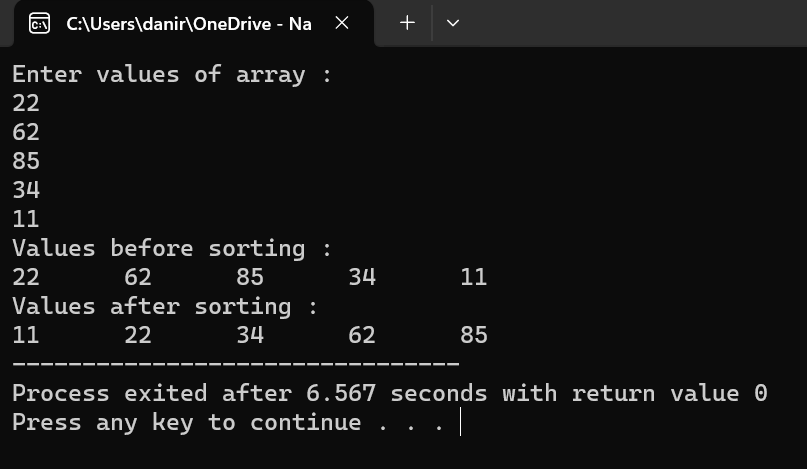 C:\Users\danir\OneDrive - Na
Enter values of array :
22
62
85
34
11
Values before sorting :
22 62 85 34 11
Values after sorting :
11 22 34 62 85
--------------------------------
Process exited after 6.567 seconds with return value 0
Press any key to continue . . .